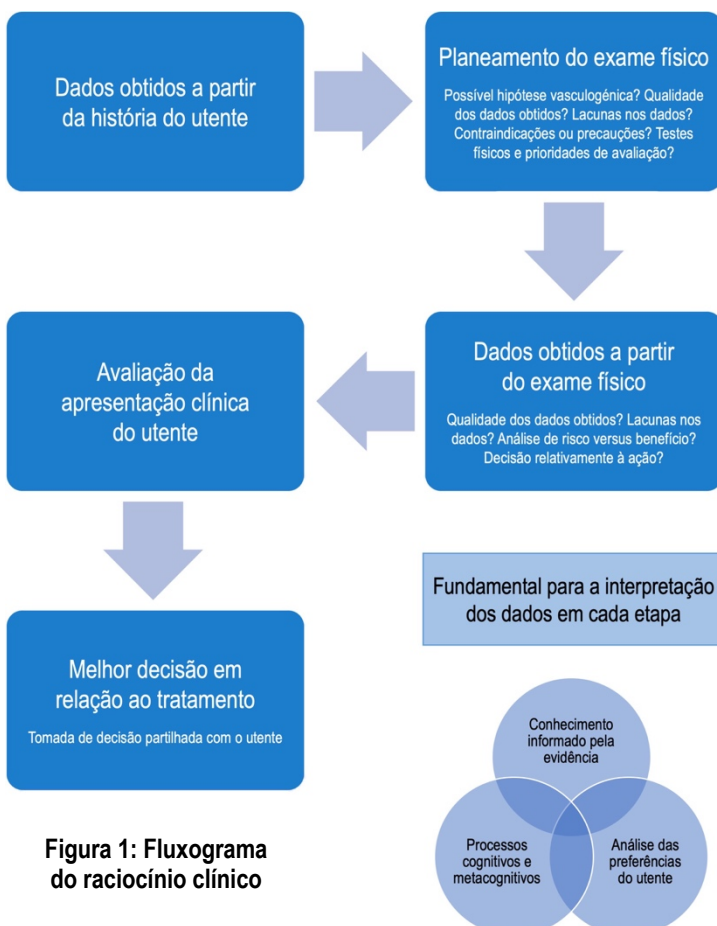 Dados obtidos a partir
da história do utente
Planeamento do exame físico
Possível hipótese vasculogénica? Qualidade
dos dados obtidos? Lacunas nos dados?
Contraindicações ou precauções? Testes
físicos e prioridades de avaliação?
Dados obtidos a partir
do exame físico
Qualidade dos dados obtidos? Lacunas nos
dados? Análise de risco versus benefício?
Decisão relativamente à ação?
Avaliação da
apresentação clínica
do utente
Melhor decisão em
relação ao tratamento
Tomada de decisão partilhada com o utente
Fundamental para a interpretação
dos dados em cada etapa
Conhecimento
informado pela
evidência
Processos
cognitivos e
metacognitivos
Análise das
preferências
do utente
Figura 1: Fluxograma
do raciocínio clínico